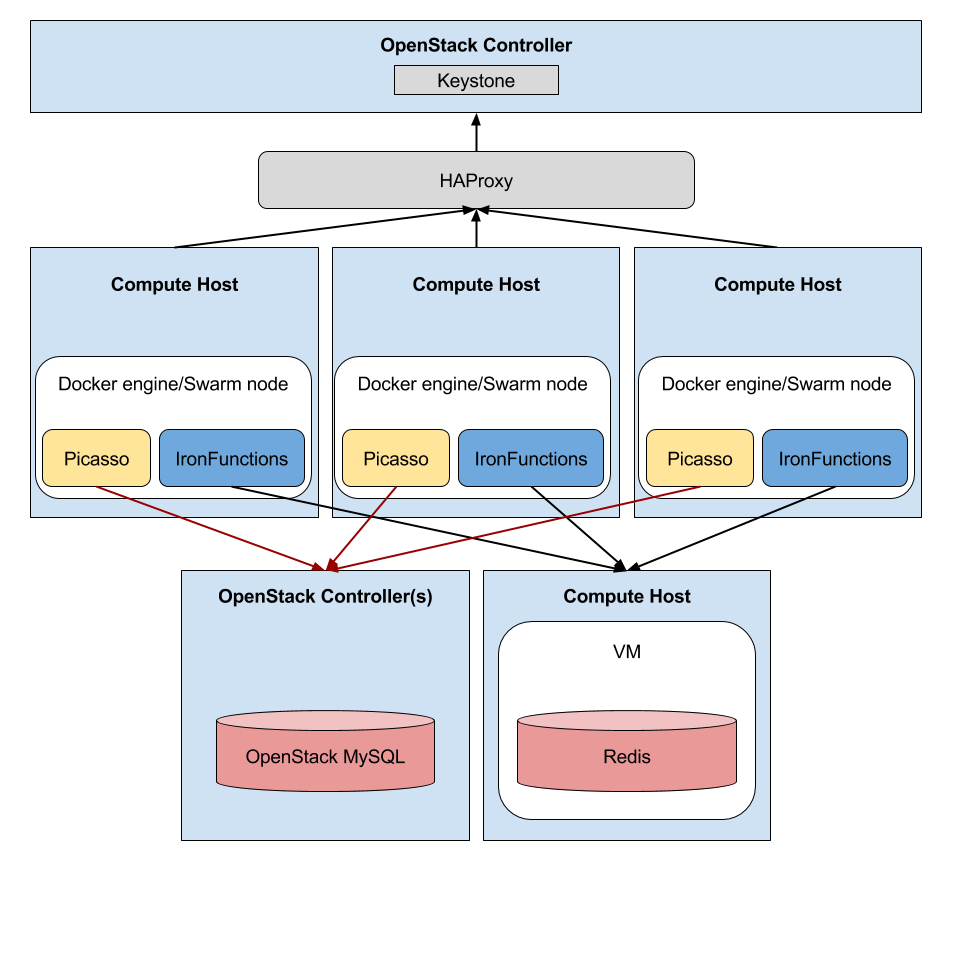 OpenStack Controller
Keystone
HAProxy
Compute Host
Compute Host
Compute Host
Docker engine/Swarm node
Docker engine/Swarm node
Docker engine/Swarm node
Picasso
IronFunctions
Picasso
IronFunctions
Picasso
IronFunctions
OpenStack Controller(s)
Compute Host
VM
OpenStack MySQL
Redis